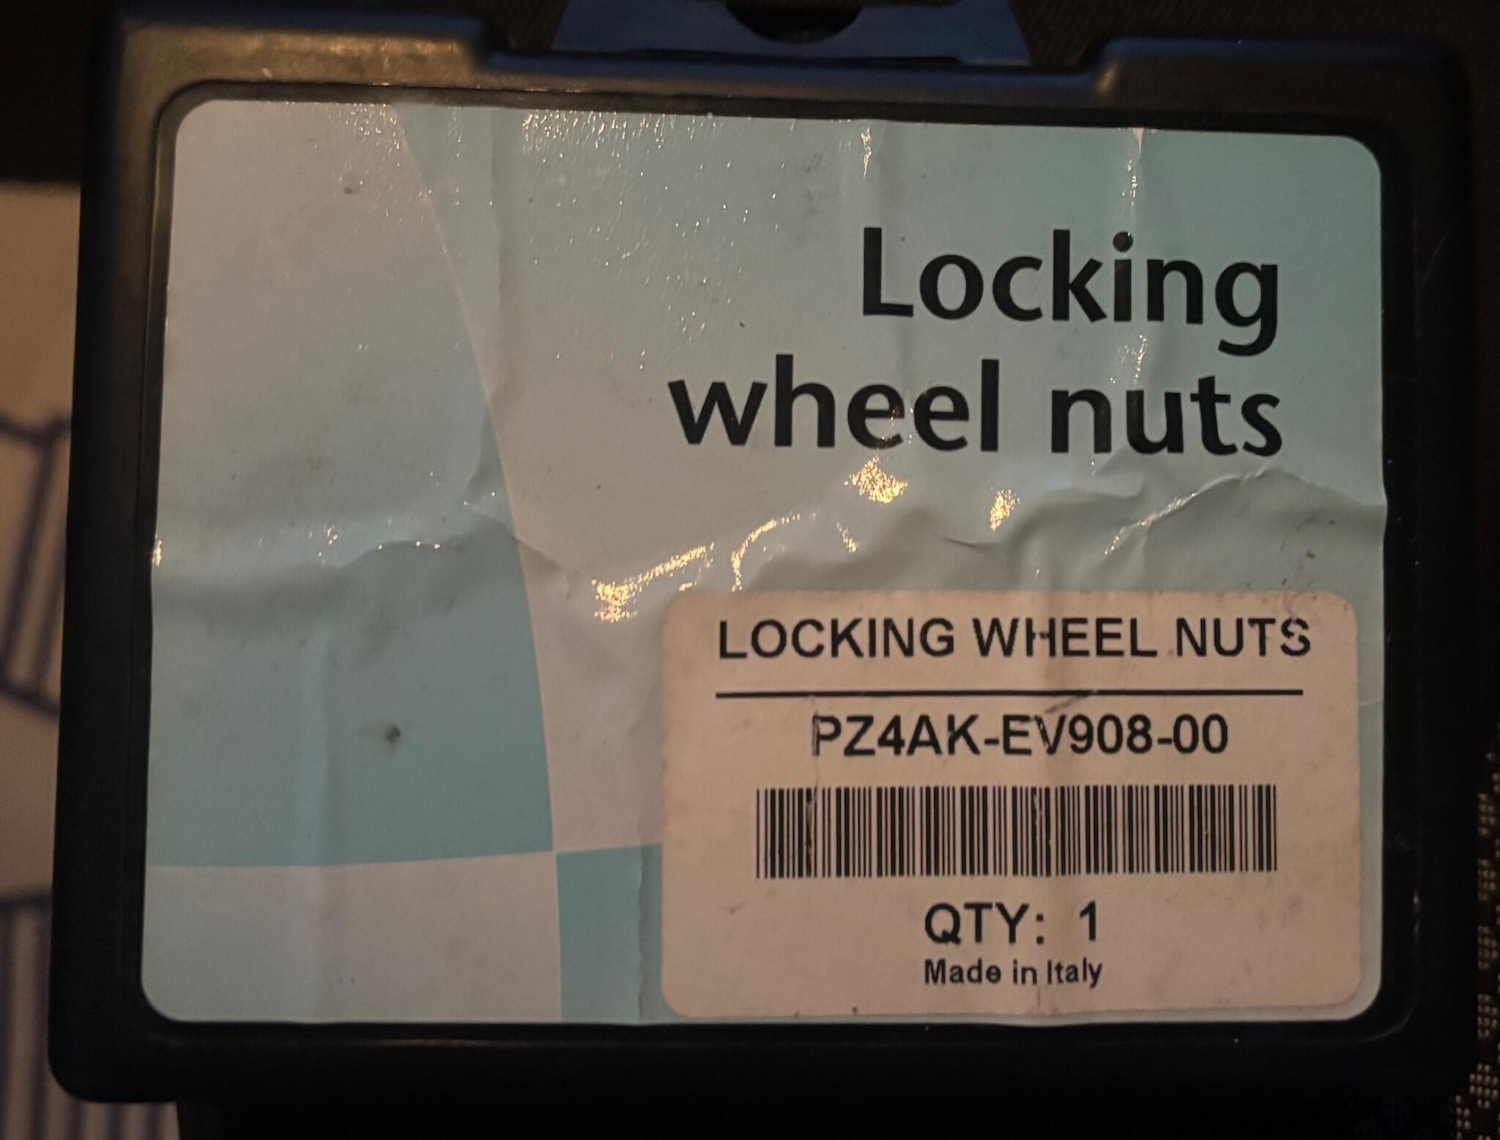 Locking
wheel nuts
LOCKING WHEEL NUTS
PZ4AK-EV908-00
QTY: 1
Made in Italy